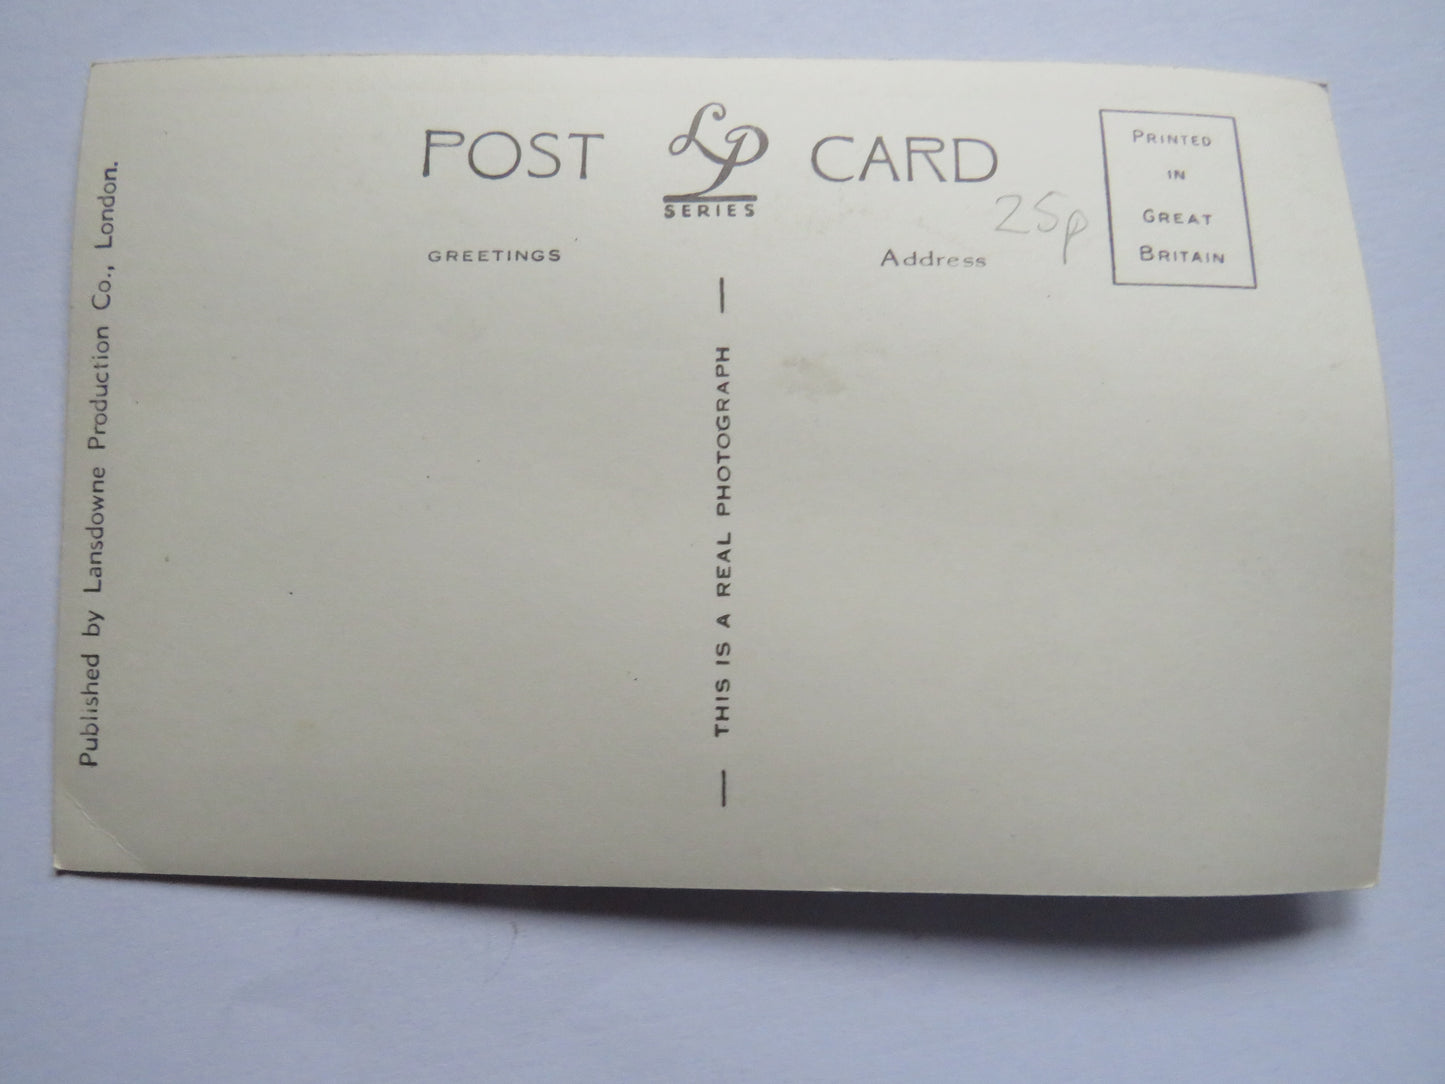 POST LP CARD
SERIES
GREETINGS
Address
25p
PRINTED
IN
GREAT
BRITAIN
THIS IS A REAL PHOTOGRAPH
Published by Lansdowne Production Co., London.